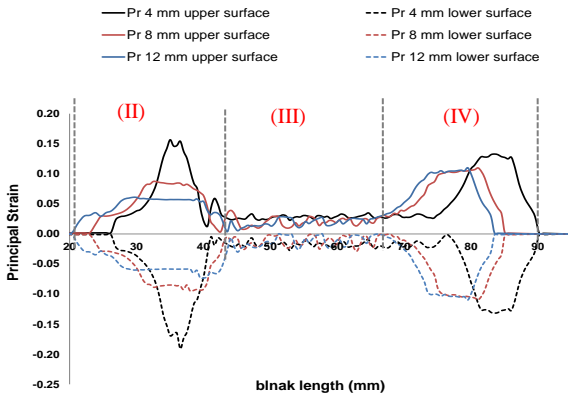 Pr 4 mm upper surface
Pr 4 mm lower surface
Pr 8 mm upper surface
Pr 8 mm lower surface
Pr 12 mm upper surface
Pr 12 mm lower surface
(II)
(III)
(IV)
Principal Strain
0.20
0.15
0.10
0.05
0.00
-0.05
-0.10
-0.15
-0.20
-0.25
20
30
40
50
60
70
80
90
blnak length (mm)